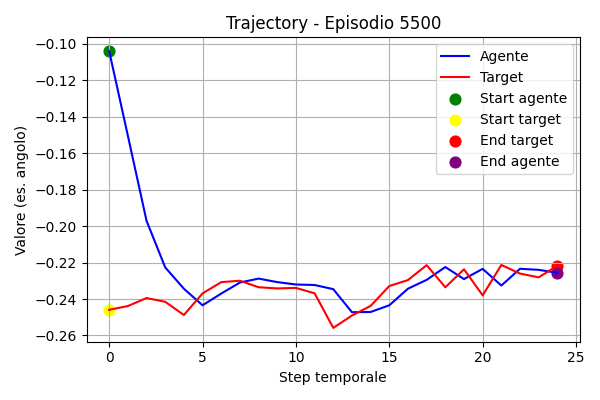 Trajectory - Episodio 5500
Agente
Target
Start agente
Start target
End target
End agente
Valore (es. angolo)
−0.10
−0.12
−0.14
−0.16
−0.18
−0.20
−0.22
−0.24
−0.26
0 5 10 15 20 25
Step temporale